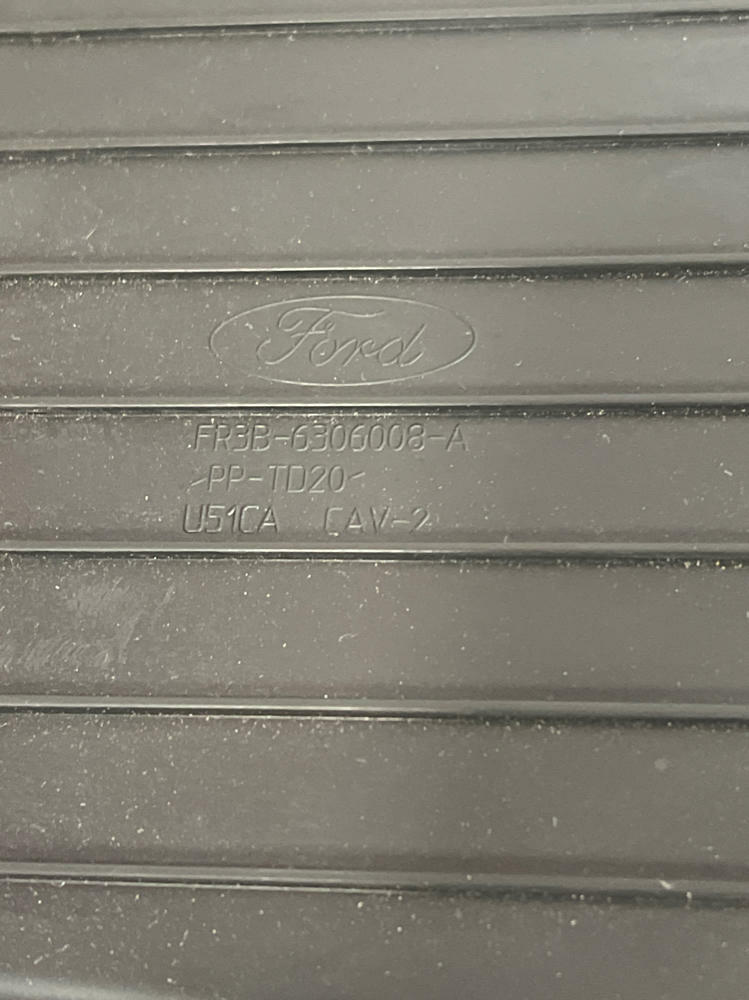 Ford
FR3B-6306008-A
>PP-TD20<
U51CA CAV-2